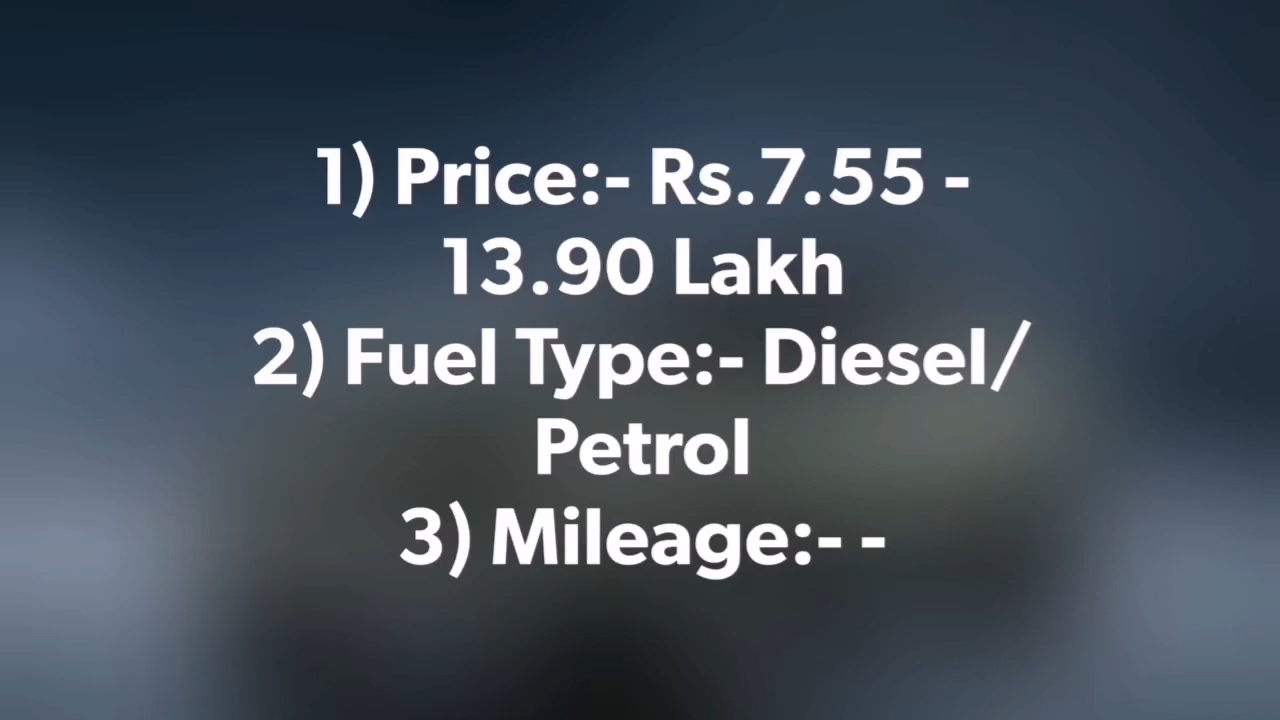 1) Price:- Rs.7.55 -
13.90 Lakh
2) Fuel Type:- Diesel/
Petrol
3) Mileage:- -